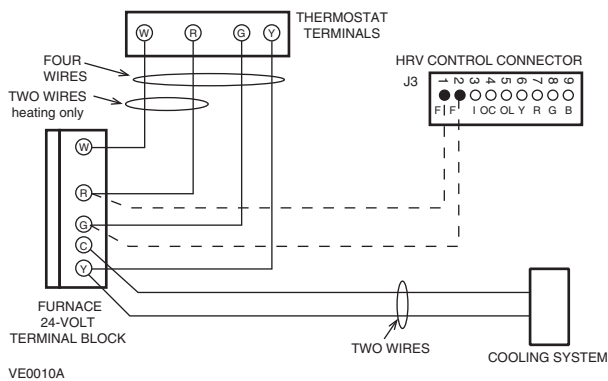 THERMOSTAT
TERMINALS
W R G Y
FOUR
WIRES
TWO WIRES
heating only
HRV CONTROL CONNECTOR
J3
1 2 3 4 5 6 7 8 9
F F I OC OL Y R G B
W
R
G
C
Y
FURNACE
24-VOLT
TERMINAL BLOCK
TWO WIRES
COOLING SYSTEM
VE0010A